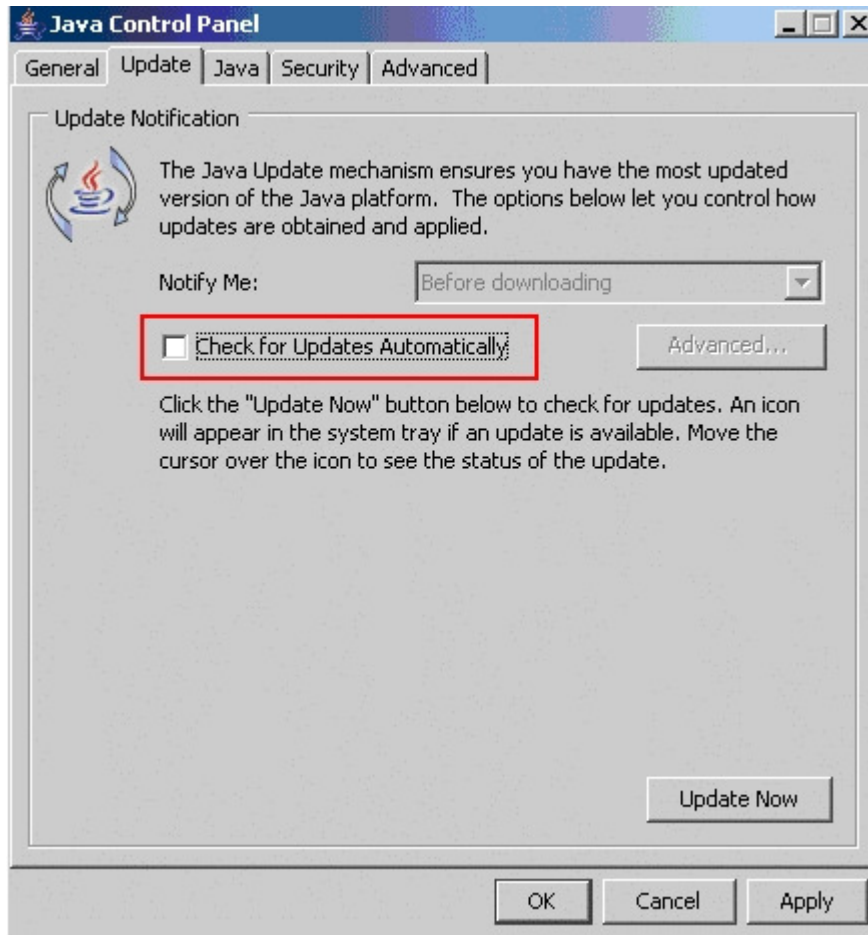 Java Control Panel
General Update Java Security Advanced
Update Notification
The Java Update mechanism ensures you have the most updated
version of the Java platform. The options below let you control how
updates are obtained and applied.
Notify Me: Before downloading
Check for Updates Automatically Advanced...
Click the "Update Now" button below to check for updates. An icon
will appear in the system tray if an update is available. Move the
cursor over the icon to see the status of the update.
Update Now
OK Cancel Apply